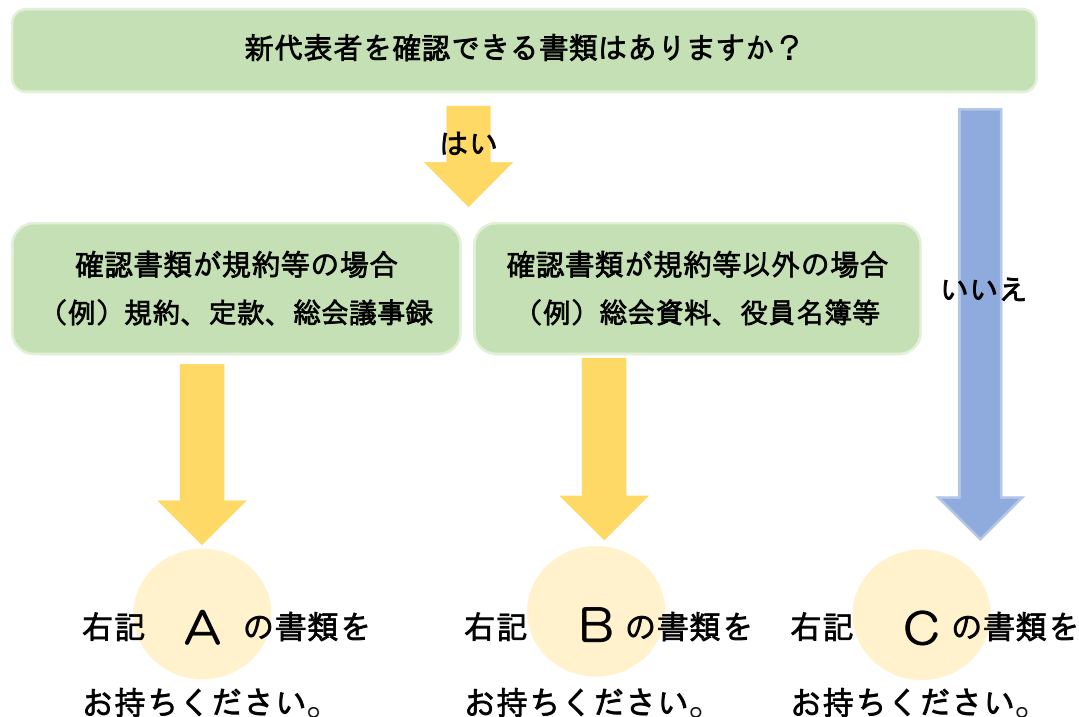 新代表者を確認できる書類はありますか？
はい
確認書類が規約等の場合
（例）規約、定款、総会議事録
確認書類が規約等以外の場合
（例）総会資料、役員名簿等
いいえ
右記 A の書類を
お持ちください。
右記 B の書類を
お持ちください。
右記 C の書類を
お持ちください。